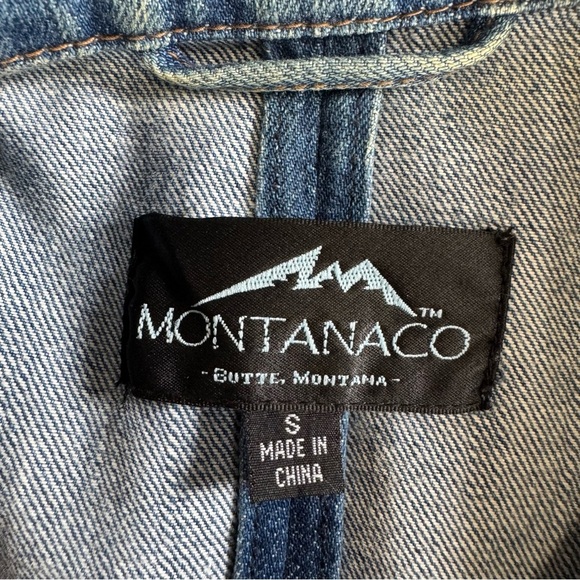 MONTANACO™
- BUTTE, MONTANA -
S
MADE IN
CHINA